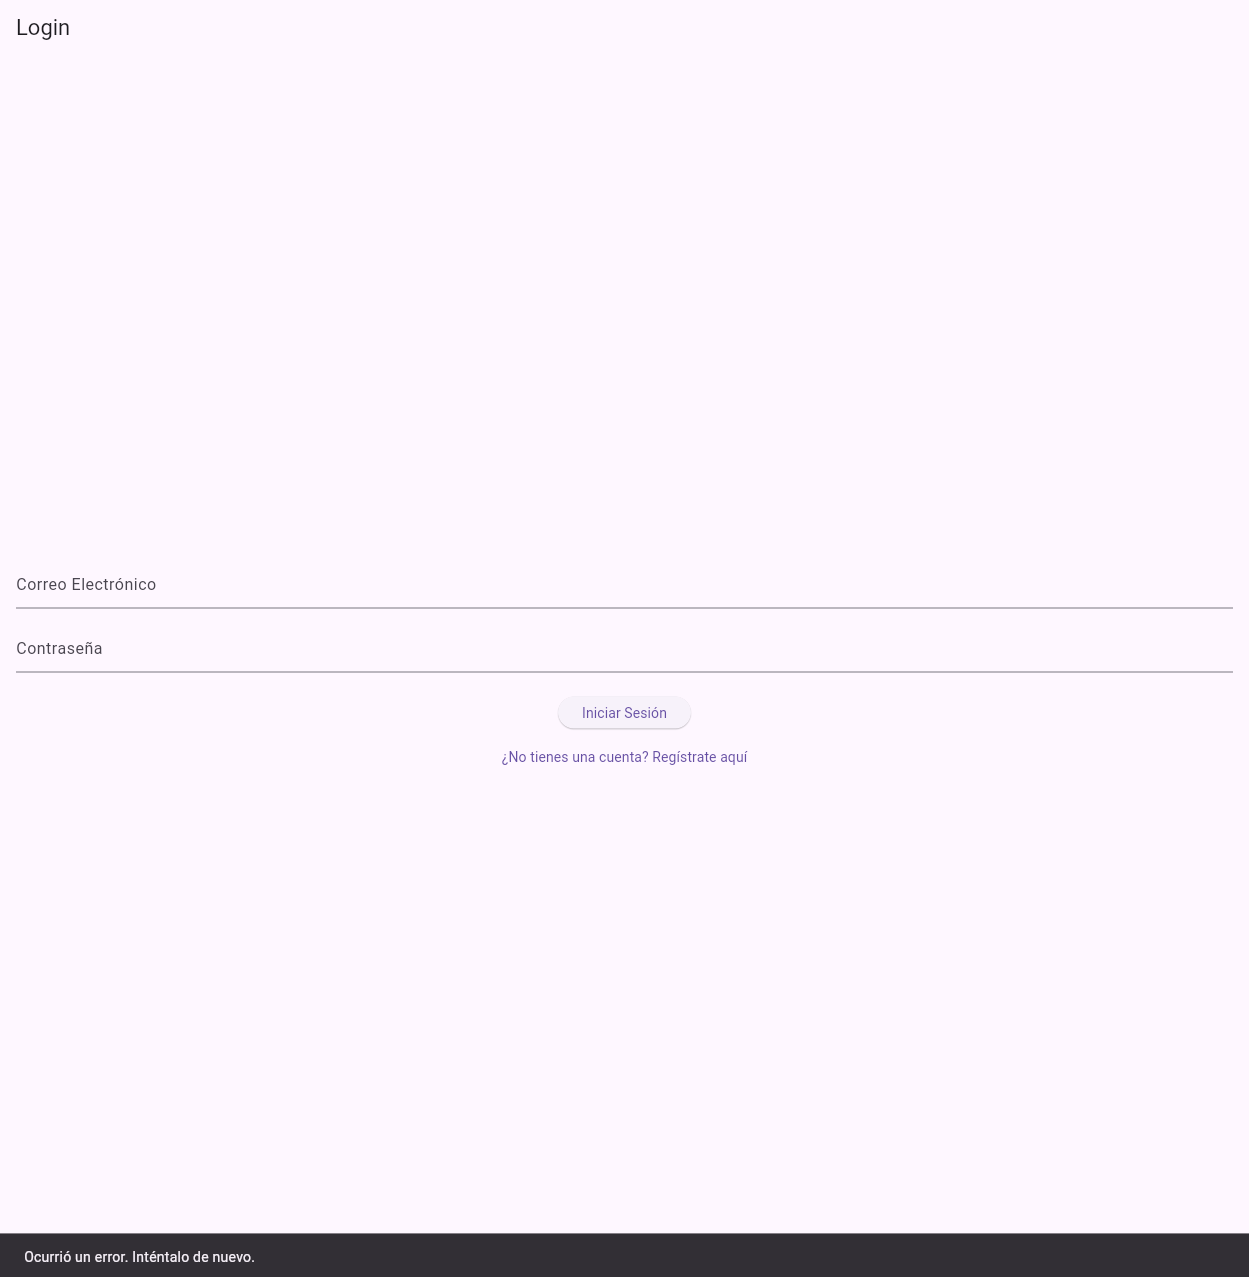 Login
Correo Electrónico
Contraseña
Iniciar Sesión
¿No tienes una cuenta? Regístrate aquí
Ocurrió un error. Inténtalo de nuevo.